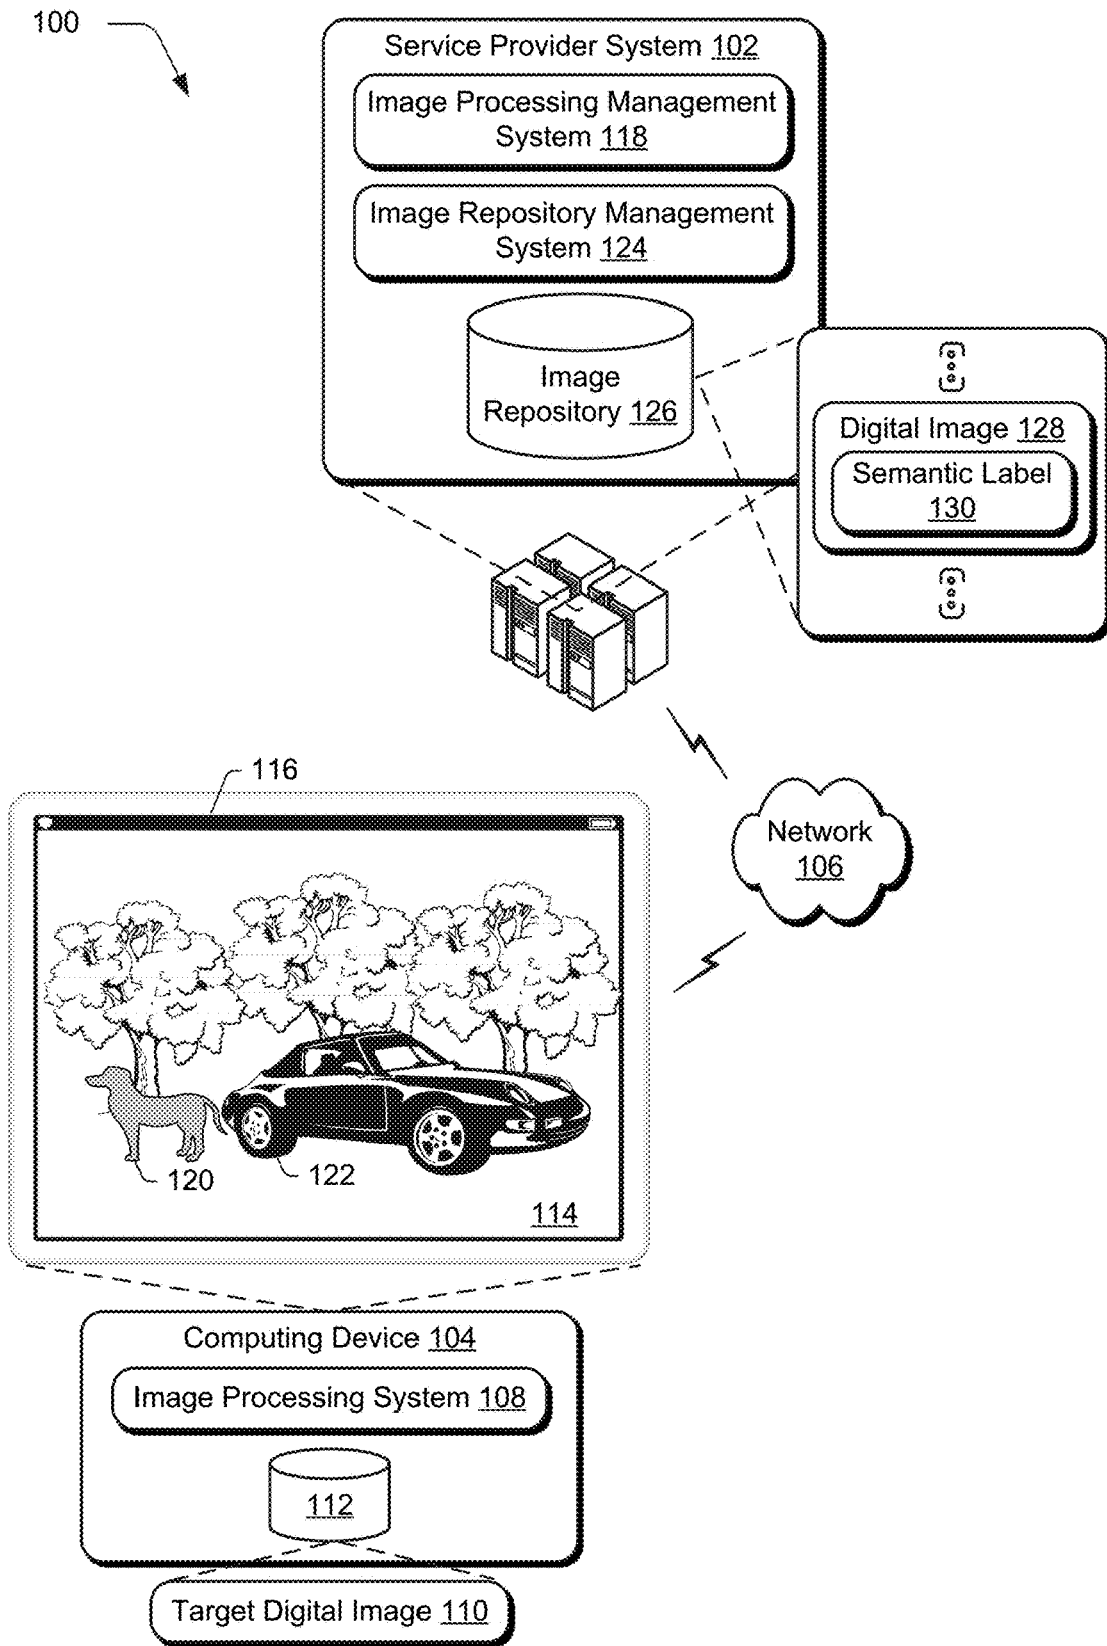 100
Service Provider System 102
Image Processing Management
System 118
Image Repository Management
System 124
Image
Repository 126
Digital Image 128
Semantic Label
130
116
Network
106
120
122
114
Computing Device 104
Image Processing System 108
112
Target Digital Image 110